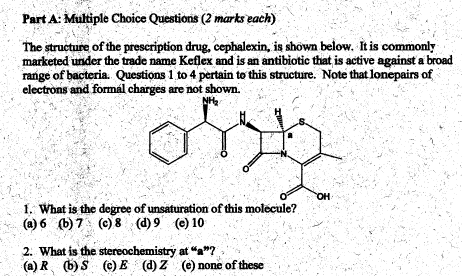 Part A: Multiple Choice Questions (2 marks each)
The structure of the prescription drug, cephalexin, is shown below. It is commonly
marketed under the trade name Keflex and is an antibiotic that is active against a broad
range of bacteria. Questions 1 to 4 pertain to this structure. Note that lonepairs of
electrons and formal charges are not shown.
NH₂
H
N
H
S
a
O
O
N
O
OH
1. What is the degree of unsaturation of this molecule?
(a) 6 (b) 7 (c) 8 (d) 9 (e) 10
2. What is the stereochemistry at "a"?
(a) R (b) S (c) E (d) Z (e) none of these